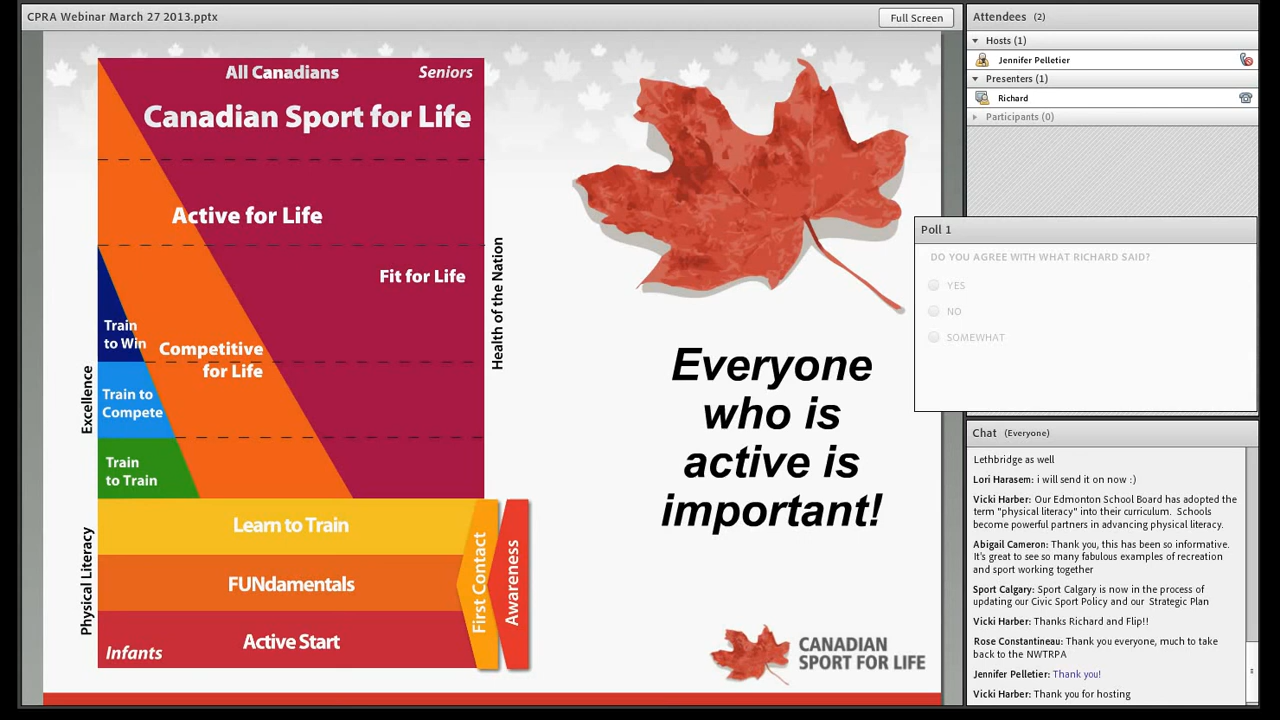 CPRA Webinar March 27 2013.pptx
Full Screen
All Canadians
Seniors
Canadian Sport for Life
Active for Life
Fit for Life
Health of the Nation
Train
to Win
Competitive
for Life
Excellence
Train to
Compete
Train
to Train
Learn to Train
FUNdamentals
Active Start
Infants
Physical Literacy
First Contact
Awareness
Everyone
who is
active is
important!
CANADIAN
SPORT FOR LIFE
Attendees (2)
Hosts (1)
Jennifer Pelletier
Presenters (1)
Richard
Participants (0)
Poll 1
DO YOU AGREE WITH WHAT RICHARD SAID?
YES
NO
SOMEWHAT
Chat (Everyone)
Lethbridge as well
Lori Harasem: i will send it on now :)
Vicki Harber: Our Edmonton School Board has adopted the
term "physical literacy" into their curriculum. Schools
become powerful partners in advancing physical literacy.
Abigail Cameron: Thank you, this has been so informative.
It's great to see so many fabulous examples of recreation
and sport working together
Sport Calgary: Sport Calgary is now in the process of
updating our Civic Sport Policy and our Strategic Plan
Vicki Harber: Thanks Richard and Flip!!
Rose Constantineau: Thank you everyone, much to take
back to the NWTRPA
Jennifer Pelletier: Thank you!
Vicki Harber: Thank you for hosting